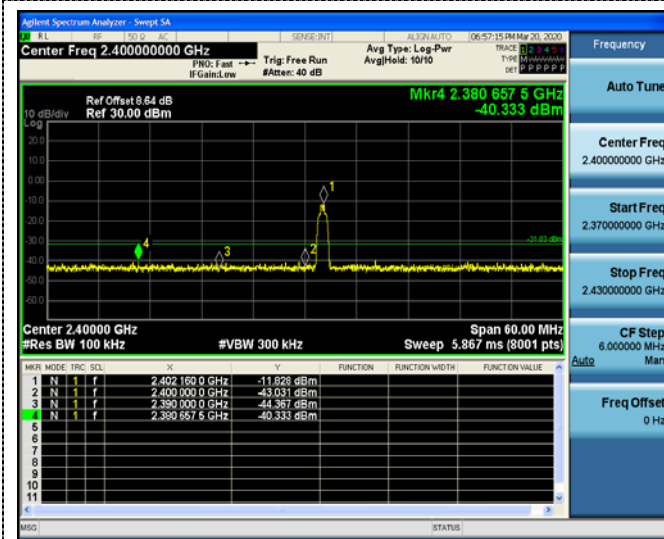 Agilent Spectrum Analyzer - Swept SA
RL RF 50 Ω AC SENSE:INT ALIGN AUTO 06:57:15 PM Mar 20, 2020
Center Freq 2.400000000 GHz
PNO: Fast
IFGain:Low
Trig: Free Run
#Atten: 40 dB
Avg Type: Log-Pwr
Avg|Hold: 10/10
TRACE 1 2 3 4 5 6
TYPE M
DET P P P P P P
Ref Offset 8.64 dB
Ref 30.00 dBm
10 dB/div
Log
Mkr4 2.380 657 5 GHz
-40.333 dBm
20.0
10.0
0.00
-10.0
-20.0
-30.0
-40.0
-50.0
-60.0
1
2
3
4
-31.83 dBm
Center 2.40000 GHz
#Res BW 100 kHz
#VBW 300 kHz
Span 60.00 MHz
Sweep 5.867 ms (8001 pts)
MKR MODE TRC SCL X Y FUNCTION FUNCTION WIDTH FUNCTION VALUE
1 N 1 f 2.402 160 0 GHz -11.828 dBm
2 N 1 f 2.400 000 0 GHz -43.031 dBm
3 N 1 f 2.390 000 0 GHz -44.367 dBm
4 N 1 f 2.380 657 5 GHz -40.333 dBm
5
6
7
8
9
10
11
MSG STATUS
Frequency
Auto Tune
Center Freq
2.400000000 GHz
Start Freq
2.370000000 GHz
Stop Freq
2.430000000 GHz
CF Step
6.000000 MHz
Auto Man
Freq Offset
0 Hz